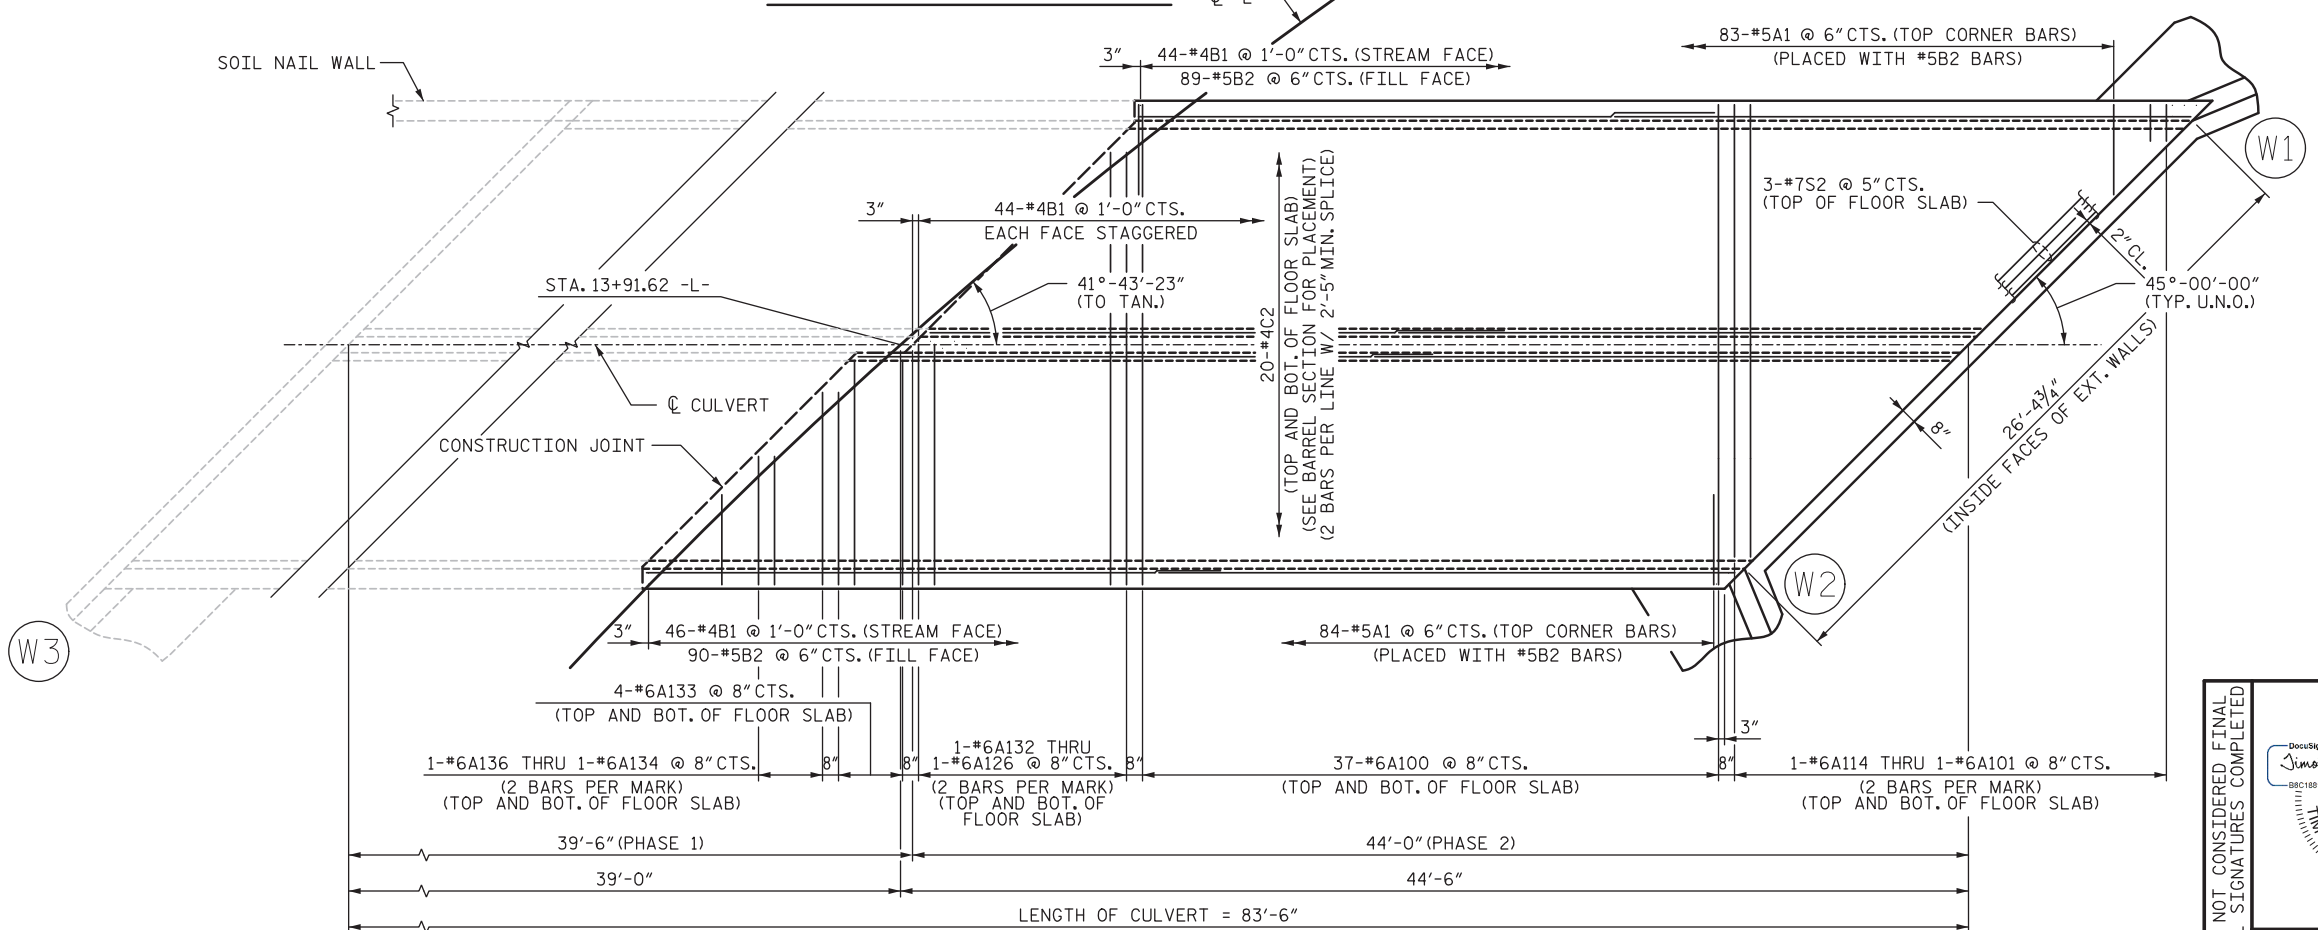 SOIL NAIL WALL
3" 44-#4B1 @ 1'-0" CTS. (STREAM FACE)
89-#5B2 @ 6" CTS. (FILL FACE)
83-#5A1 @ 6" CTS. (TOP CORNER BARS)
(PLACED WITH #5B2 BARS)
W1
3-#7S2 @ 5" CTS.
(TOP OF FLOOR SLAB)
3" 44-#4B1 @ 1'-0" CTS.
EACH FACE STAGGERED
2" CL.
STA. 13+91.62 -L-
41°-43'-23"
(TO TAN.)
20-#4C2
(TOP AND BOT. OF FLOOR SLAB)
(SEE BARREL SECTION FOR PLACEMENT)
(2 BARS PER LINE W/ 2'-5" MIN. SPLICE)
45°-00'-00"
(TYP. U.N.O.)
℄ CULVERT
CONSTRUCTION JOINT
8"
26'-4¾"
(INSIDE FACES OF EXT. WALLS)
W2
W3
3" 46-#4B1 @ 1'-0" CTS. (STREAM FACE)
90-#5B2 @ 6" CTS. (FILL FACE)
84-#5A1 @ 6" CTS. (TOP CORNER BARS)
(PLACED WITH #5B2 BARS)
4-#6A133 @ 8" CTS.
(TOP AND BOT. OF FLOOR SLAB)
3"
1-#6A136 THRU 1-#6A134 @ 8" CTS.
(2 BARS PER MARK)
(TOP AND BOT. OF FLOOR SLAB)
8"
8"
1-#6A132 THRU
1-#6A126 @ 8" CTS.
(2 BARS PER MARK)
(TOP AND BOT. OF
FLOOR SLAB)
8"
37-#6A100 @ 8" CTS.
(TOP AND BOT. OF FLOOR SLAB)
8"
1-#6A114 THRU 1-#6A101 @ 8" CTS.
(2 BARS PER MARK)
(TOP AND BOT. OF FLOOR SLAB)
39'-6" (PHASE 1)
44'-0" (PHASE 2)
39'-0"
44'-6"
LENGTH OF CULVERT = 83'-6"
NOT CONSIDERED FINAL
SIGNATURES COMPLETED